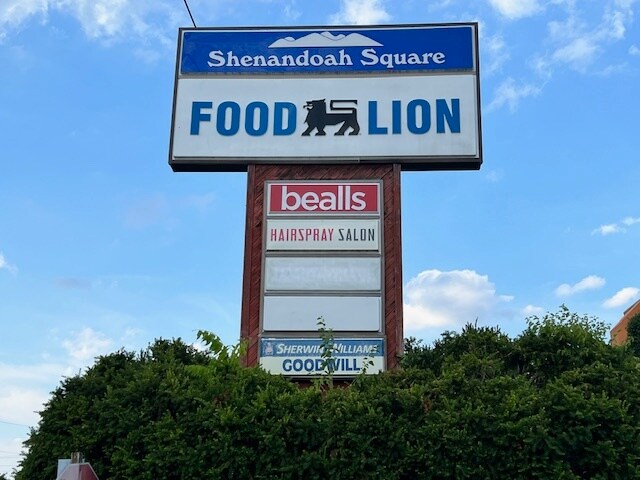 Shenandoah Square
FOOD LION
bealls
HAIRSPRAY SALON
SHERWIN-WILLIAMS
GOODWILL